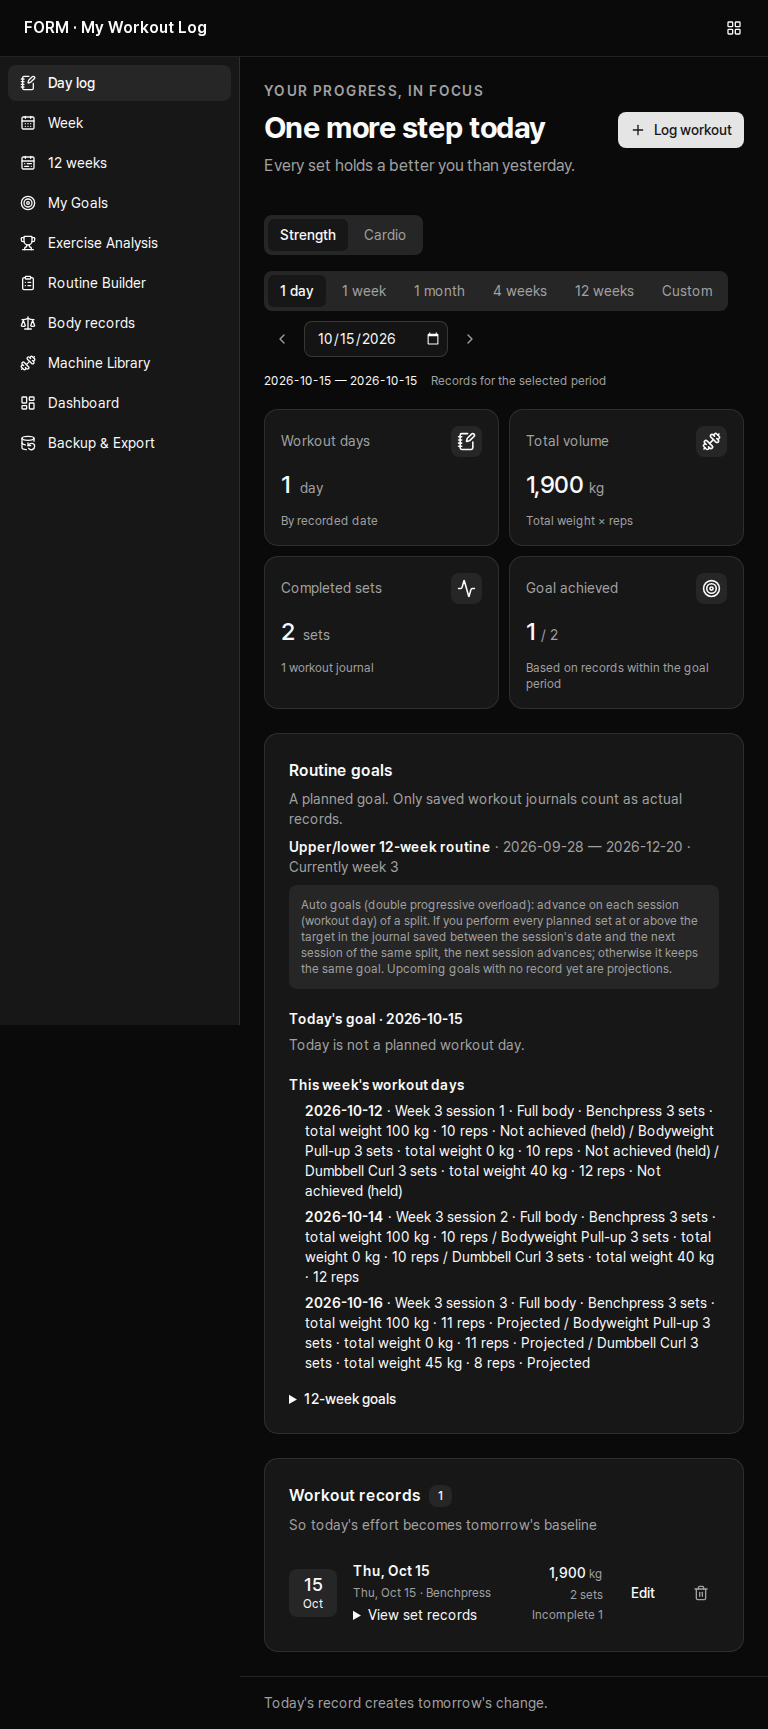 FORM · My Workout Log
Day log
Week
12 weeks
My Goals
Exercise Analysis
Routine Builder
Body records
Machine Library
Dashboard
Backup & Export
YOUR PROGRESS, IN FOCUS
One more step today
Log workout
Every set holds a better you than yesterday.
Strength Cardio
1 day 1 week 1 month 4 weeks 12 weeks Custom
10/15/2026
2026-10-15 — 2026-10-15 Records for the selected period
Workout days
1 day
By recorded date
Total volume
1,900 kg
Total weight × reps
Completed sets
2 sets
1 workout journal
Goal achieved
1 / 2
Based on records within the goal
period
Routine goals
A planned goal. Only saved workout journals count as actual
records.
Upper/lower 12-week routine · 2026-09-28 — 2026-12-20 ·
Currently week 3
Auto goals (double progressive overload): advance on each session
(workout day) of a split. If you perform every planned set at or above the
target in the journal saved between the session's date and the next
session of the same split, the next session advances; otherwise it keeps
the same goal. Upcoming goals with no record yet are projections.
Today's goal · 2026-10-15
Today is not a planned workout day.
This week's workout days
2026-10-12 · Week 3 session 1 · Full body · Benchpress 3 sets ·
total weight 100 kg · 10 reps · Not achieved (held) / Bodyweight
Pull-up 3 sets · total weight 0 kg · 10 reps · Not achieved (held) /
Dumbbell Curl 3 sets · total weight 40 kg · 12 reps · Not
achieved (held)
2026-10-14 · Week 3 session 2 · Full body · Benchpress 3 sets ·
total weight 100 kg · 10 reps / Bodyweight Pull-up 3 sets · total
weight 0 kg · 10 reps / Dumbbell Curl 3 sets · total weight 40 kg
· 12 reps
2026-10-16 · Week 3 session 3 · Full body · Benchpress 3 sets ·
total weight 100 kg · 11 reps · Projected / Bodyweight Pull-up 3
sets · total weight 0 kg · 11 reps · Projected / Dumbbell Curl 3
sets · total weight 45 kg · 8 reps · Projected
12-week goals
Workout records 1
So today's effort becomes tomorrow's baseline
15
Oct
Thu, Oct 15
Thu, Oct 15 · Benchpress
View set records
1,900 kg
2 sets
Incomplete 1
Edit
Today's record creates tomorrow's change.